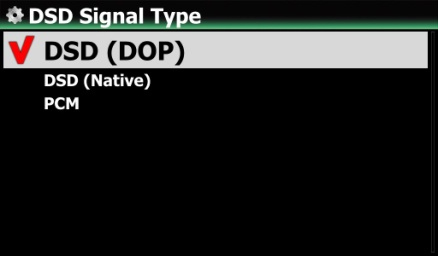 DSD Signal Type
DSD (DOP)
DSD (Native)
PCM